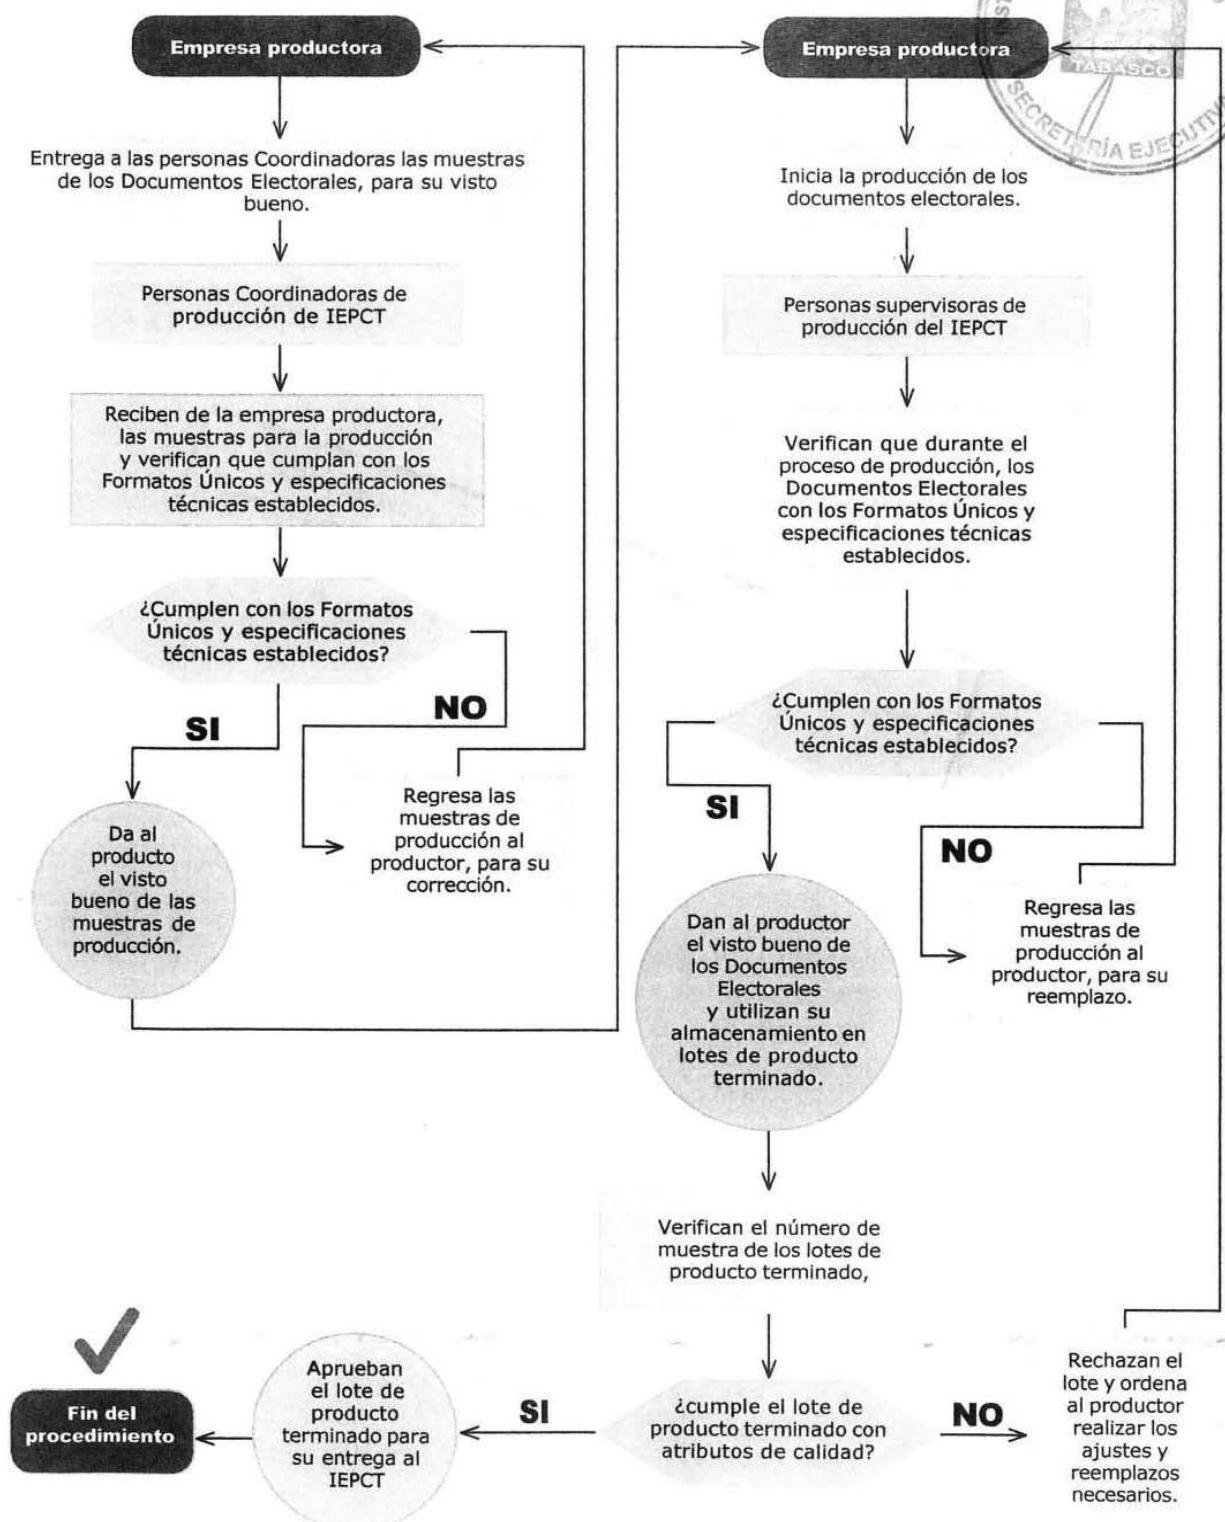 Empresa productora
Entrega a las personas Coordinadoras las muestras
de los Documentos Electorales, para su visto
bueno.
Personas Coordinadoras de
producción de IEPCT
Reciben de la empresa productora,
las muestras para la producción
y verifican que cumplan con los
Formatos Únicos y especificaciones
técnicas establecidos.
¿Cumplen con los Formatos
Únicos y especificaciones
técnicas establecidos?
SI
NO
Da al
producto
el visto
bueno de las
muestras de
producción.
Regresa las
muestras de
producción al
productor, para su
corrección.
Empresa productora
TABASCO
SECRETERÍA EJECUTIV
Inicia la producción de los
documentos electorales.
Personas supervisoras de
producción del IEPCT
Verifican que durante el
proceso de producción, los
Documentos Electorales
con los Formatos Únicos y
especificaciones técnicas
establecidos.
¿Cumplen con los Formatos
Únicos y especificaciones
técnicas establecidos?
SI
NO
Dan al productor
el visto bueno de
los Documentos
Electorales
y utilizan su
almacenamiento en
lotes de producto
terminado.
Regresa las
muestras de
producción al
productor, para su
reemplazo.
Verifican el número de
muestra de los lotes de
producto terminado,
¿cumple el lote de
producto terminado con
atributos de calidad?
SI
NO
Rechazan el
lote y ordena
al productor
realizar los
ajustes y
reemplazos
necesarios.
Aprueban
el lote de
producto
terminado para
su entrega al
IEPCT
Fin del
procedimiento